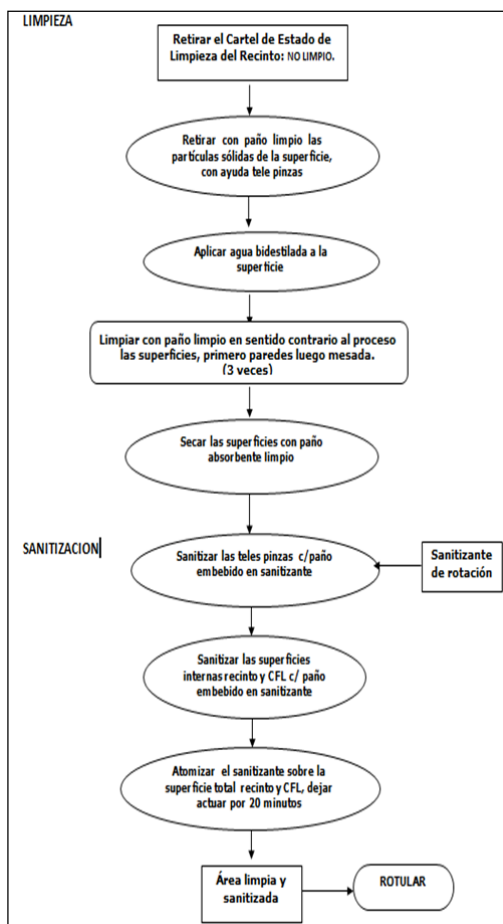 LIMPIEZA
Retirar el Cartel de Estado de
Limpieza del Recinto: NO LIMPIO.
Retirar con paño limpio las
partículas sólidas de la superficie,
con ayuda tele pinzas
Aplicar agua bidestilada a la
superficie
Limpiar con paño limpio en sentido contrario al proceso
las superficies, primero paredes luego mesada.
(3 veces)
Secar las superficies con paño
absorbente limpio
SANITIZACION
Sanitizar las teles pinzas c/paño
embebido en sanitizante
Sanitizante
de rotación
Sanitizar las superficies
internas recinto y CFL c/ paño
embebido en sanitizante
Atomizar el sanitizante sobre la
superficie total recinto y CFL, dejar
actuar por 20 minutos
Área limpia y
sanitizada
ROTULAR